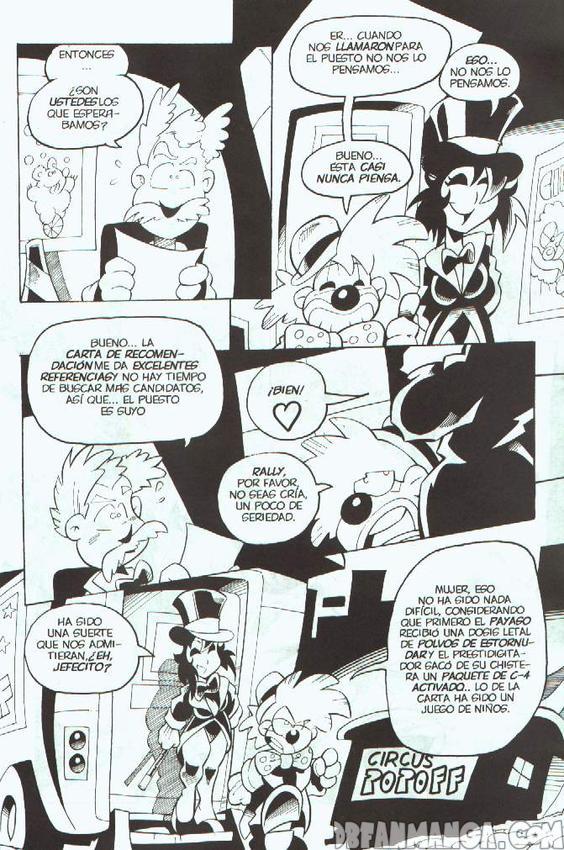 ENTONCES
...
¿SON
USTEDES LOS
QUE ESPERA-
BAMOS?
ER... CUANDO
NOS LLAMARON PARA
EL PUESTO NO NOS LO
PENSAMOS...
ESO...
NO NOS LO
PENSAMOS.
BUENO...
ESTA CASI
NUNCA PIENSA.
BUENO... LA
CARTA DE RECOMEN-
DACIÓN ME DA EXCELENTES
REFERENCIAS Y NO HAY TIEMPO
DE BUSCAR MAS CANDIDATOS,
ASÍ QUE... EL PUESTO
ES SUYO
¡BIEN!
RALLY,
POR FAVOR,
NO SEAS CRÍA,
UN POCO DE
SERIEDAD.
HA SIDO
UNA SUERTE
QUE NOS ADMI-
TIERAN, ¿EH,
JEFECITO?
MUJER, ESO
NO HA SIDO NADA
DIFÍCIL, CONSIDERANDO
QUE PRIMERO EL PAYASO
RECIBIÓ UNA DOSIS LETAL
DE POLVOS DE ESTORNU-
DAR Y EL PRESTIDIGITA-
DOR SACÓ DE SU CHISTE-
RA UN PAQUETE DE C-4
ACTIVADO.. LO DE LA
CARTA HA SIDO UN
JUEGO DE NIÑOS.
CIRCUS
POPOFF
DBFANMANGA.COM